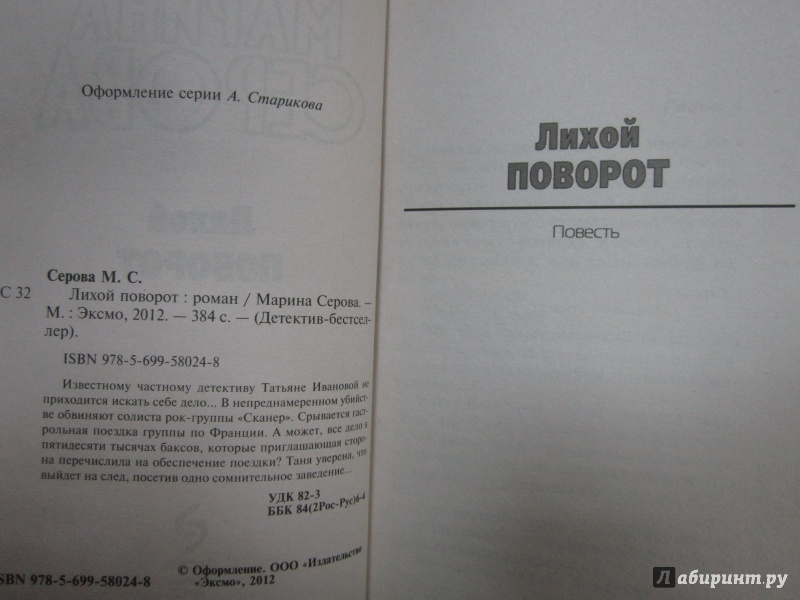 Оформление серии А. Старикова
Серова М. С.
С 32
Лихой поворот : роман / Марина Серова. –
М. : Эксмо, 2012. — 384 с. — (Детектив-бестсел-
лер).
ISBN 978-5-699-58024-8
Известному частному детективу Татьяне Ивановой не
приходится искать себе дело... В непреднамеренном убийст-
ве обвиняют солиста рок-группы «Сканер». Срывается гаст-
рольная поездка группы по Франции. А может, все дело в
пятидесяти тысячах баксов, которые приглашающая сторо-
на перечислила на обеспечение поездки? Таня уверена, что
выйдет на след, посетив одно сомнительное заведение...
УДК 82-3
ББК 84(2Рос-Рус)6-4
© Оформление. ООО «Издательство
«Эксмо», 2012
ISBN 978-5-699-58024-8
Лихой
ПОВОРОТ
Повесть
Лабиринт.ру